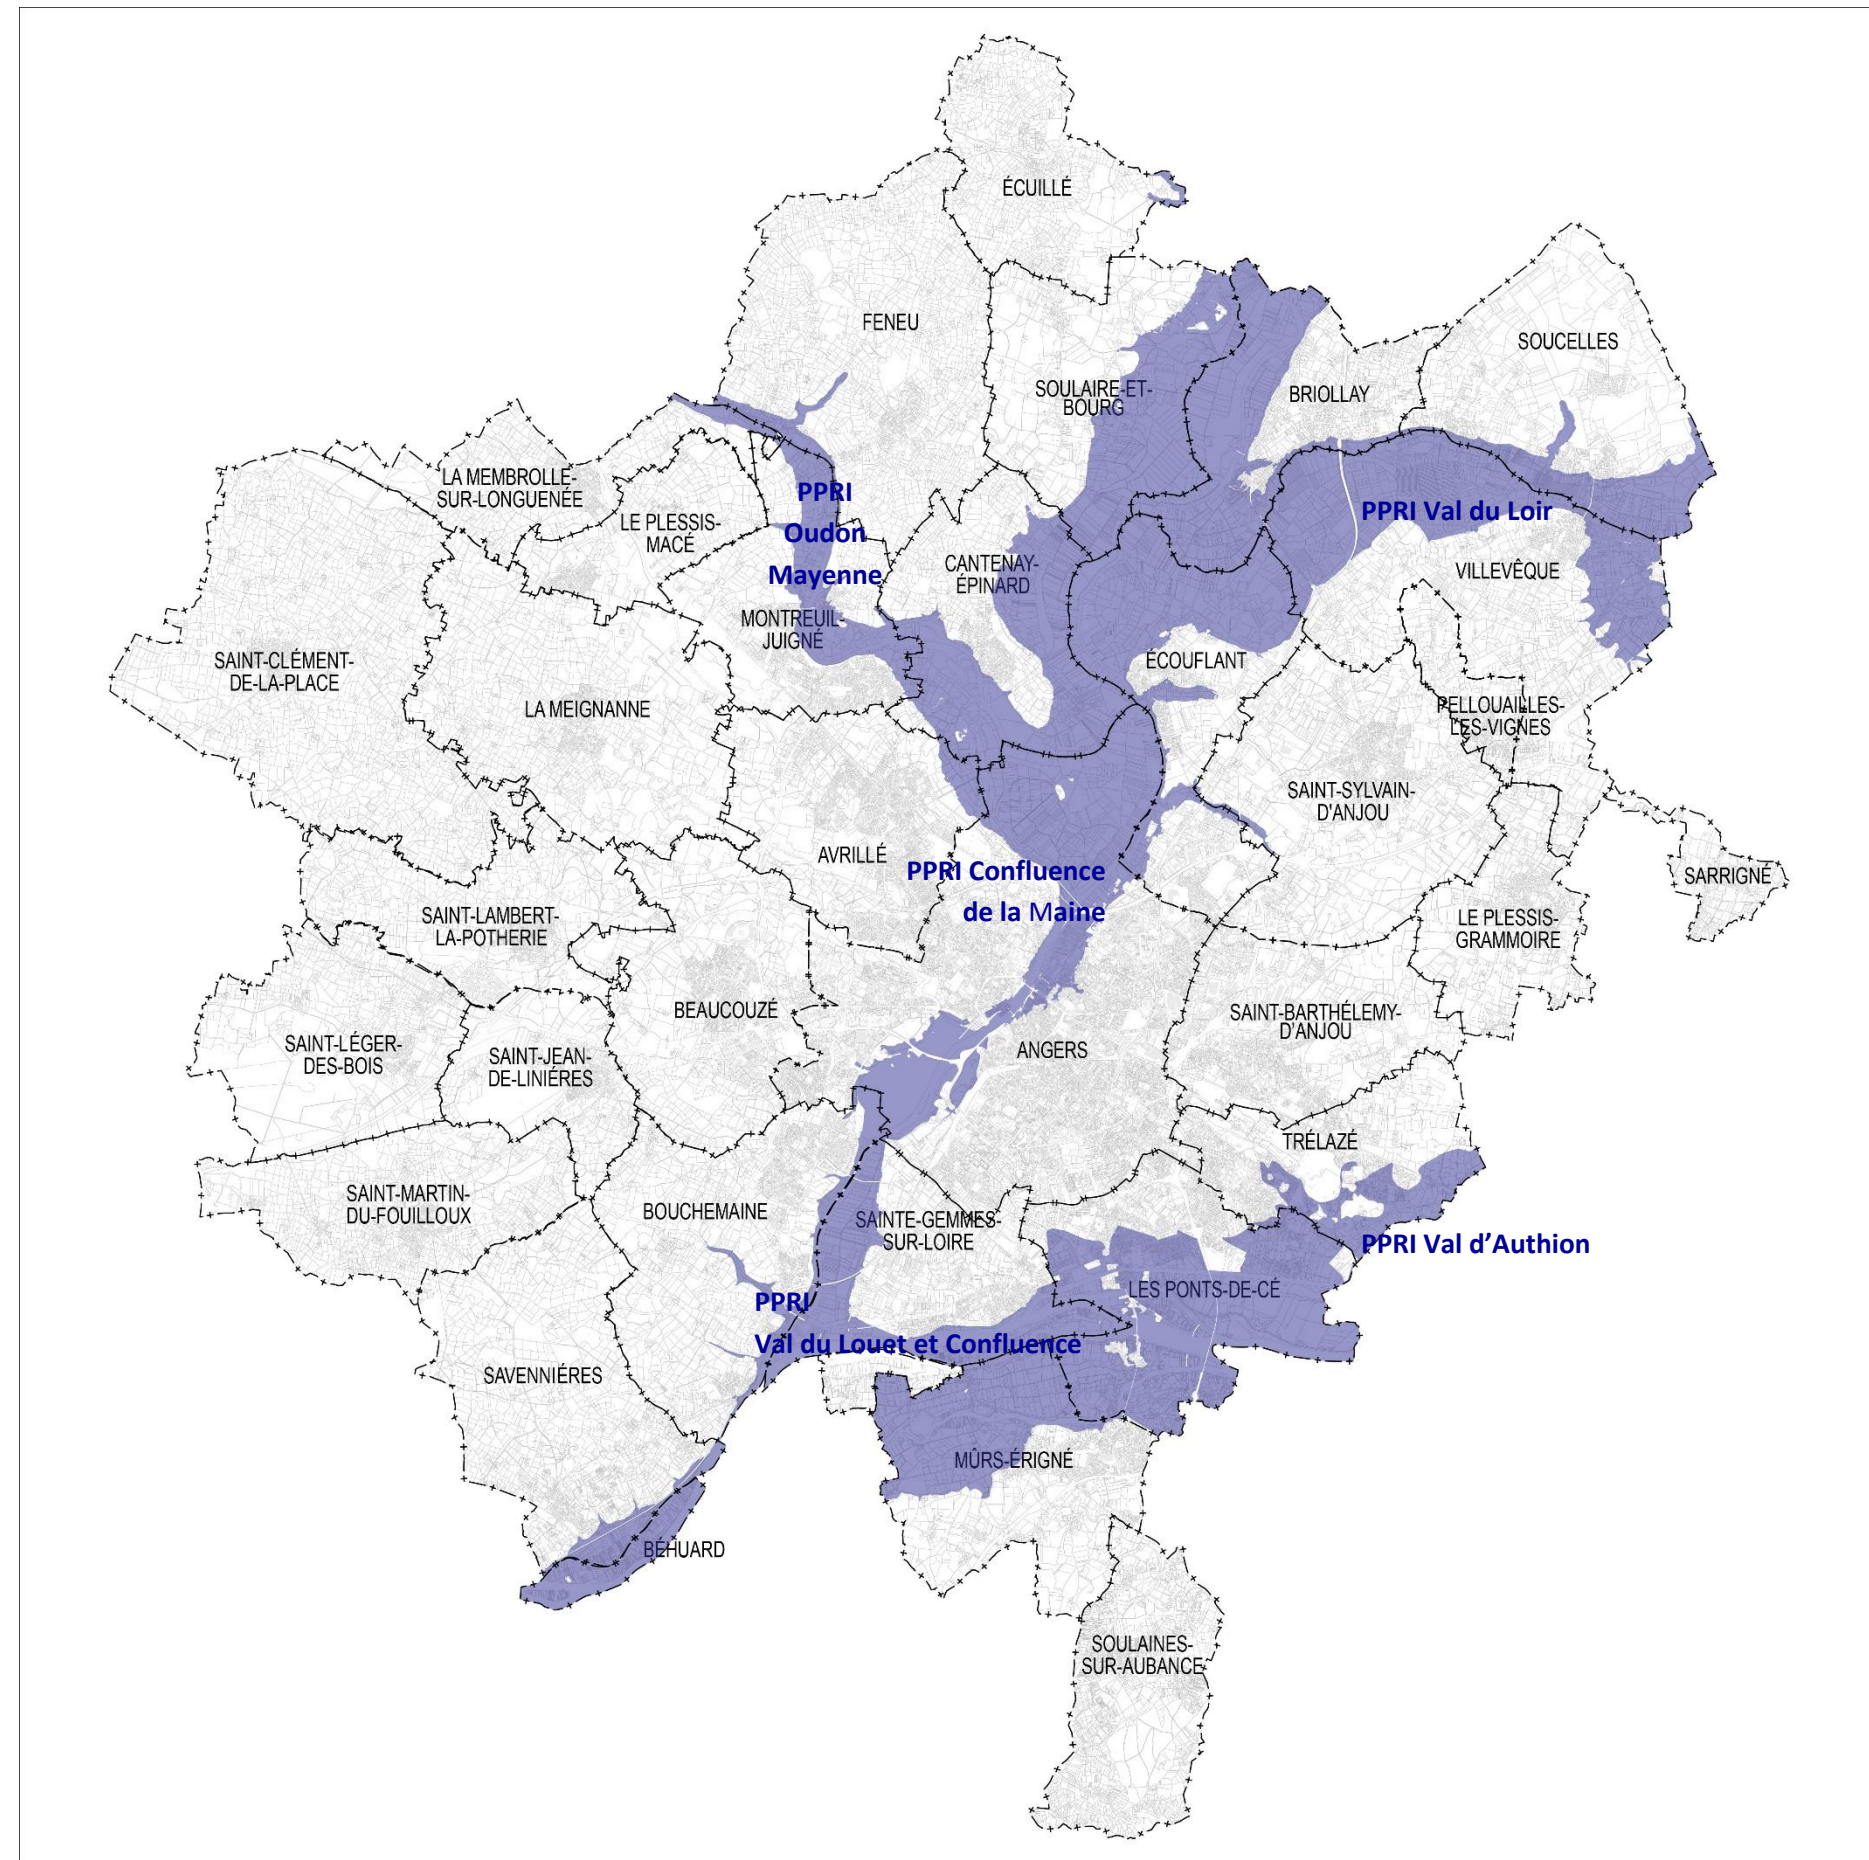 ÉCUILLÉ
FENEU
SOUCELLES
SOULAIRE-ET-
BOURG
BRIOLLAY
LA MEMBROLLE-
SUR-LONGUENÉE
LE PLESSIS-
MACÉ
PPRI
Oudon
Mayenne
PPRI Val du Loir
CANTENAY-
ÉPINARD
VILLEVÊQUE
MONTREUIL-
JUIGNÉ
SAINT-CLÉMENT-
DE-LA-PLACE
ÉCOUFLANT
LA MEIGNANNE
PELLOUAILLES-
LES-VIGNES
SAINT-SYLVAIN-
D'ANJOU
AVRILLÉ
PPRI Confluence
de la Maine
SARRIGNÉ
SAINT-LAMBERT-
LA-POTHERIE
LE PLESSIS-
GRAMMOIRE
BEAUCOUZÉ
SAINT-BARTHÉLEMY-
D'ANJOU
SAINT-LÉGER-
DES-BOIS
SAINT-JEAN-
DE-LINIÉRES
ANGERS
TRÉLAZÉ
SAINT-MARTIN-
DU-FOUILLOUX
BOUCHEMAINE
SAINTE-GEMMES-
SUR-LOIRE
PPRI Val d’Authion
LES PONTS-DE-CÉ
PPRI
Val du Louet et Confluence
SAVENNIÉRES
MÛRS-ÉRIGNÉ
BÉHUARD
SOULAINES-
SUR-AUBANCE